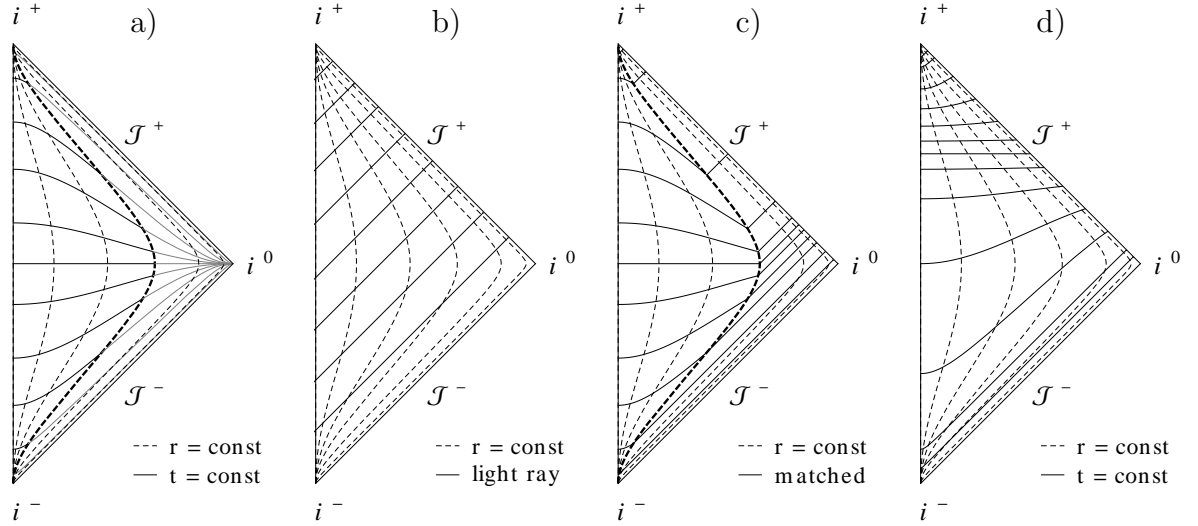 a)
i +
𝒥 +
i 0
𝒥 −
r = const
t = const
i −
b)
i +
𝒥 +
i 0
𝒥 −
r = const
light ray
i −
c)
i +
𝒥 +
i 0
𝒥 −
r = const
matched
i −
d)
i +
𝒥 +
i 0
𝒥 −
r = const
t = const
i −